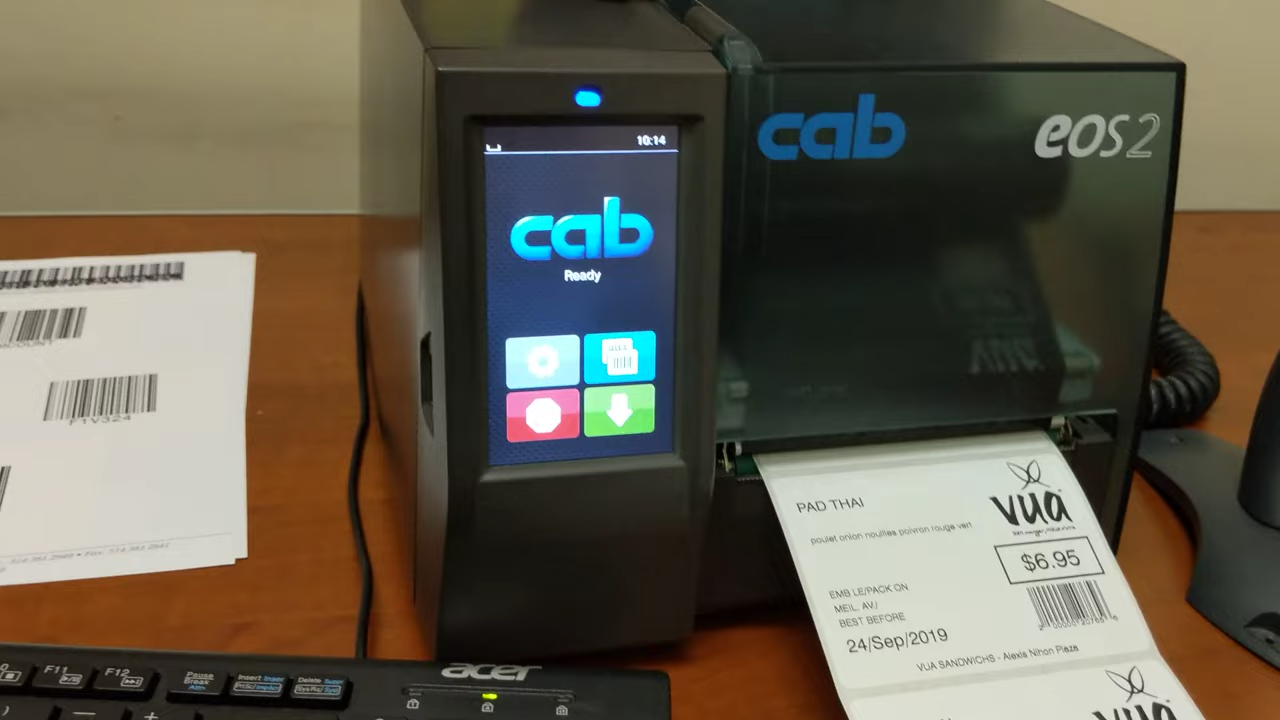 10:14
cab
Ready
cab
eos2
F1V324
PAD THAI
vua
poulet onion nouilles poivron rouge vert
$6.95
EMB LE/PACK ON
MEIL. AV./
BEST BEFORE
24/Sep/2019
VUA SANDWICHS - Alexis Nihon Plaza
vua
acer
F11
F12
Pause
Break
Insert
Delete